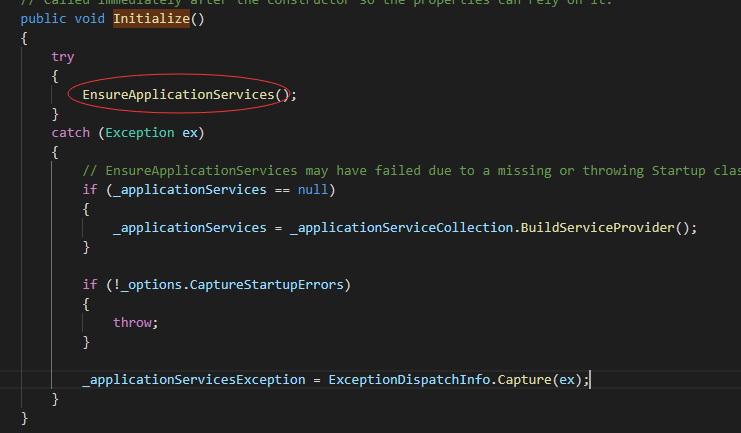 // Called immediately after the constructor so the properties can rely on it.
public void Initialize()
{
try
{
EnsureApplicationServices();
}
catch (Exception ex)
{
// EnsureApplicationServices may have failed due to a missing or throwing Startup clas
if (_applicationServices == null)
{
_applicationServices = _applicationServiceCollection.BuildServiceProvider();
}
if (!_options.CaptureStartupErrors)
{
throw;
}
_applicationServicesException = ExceptionDispatchInfo.Capture(ex);
}
}